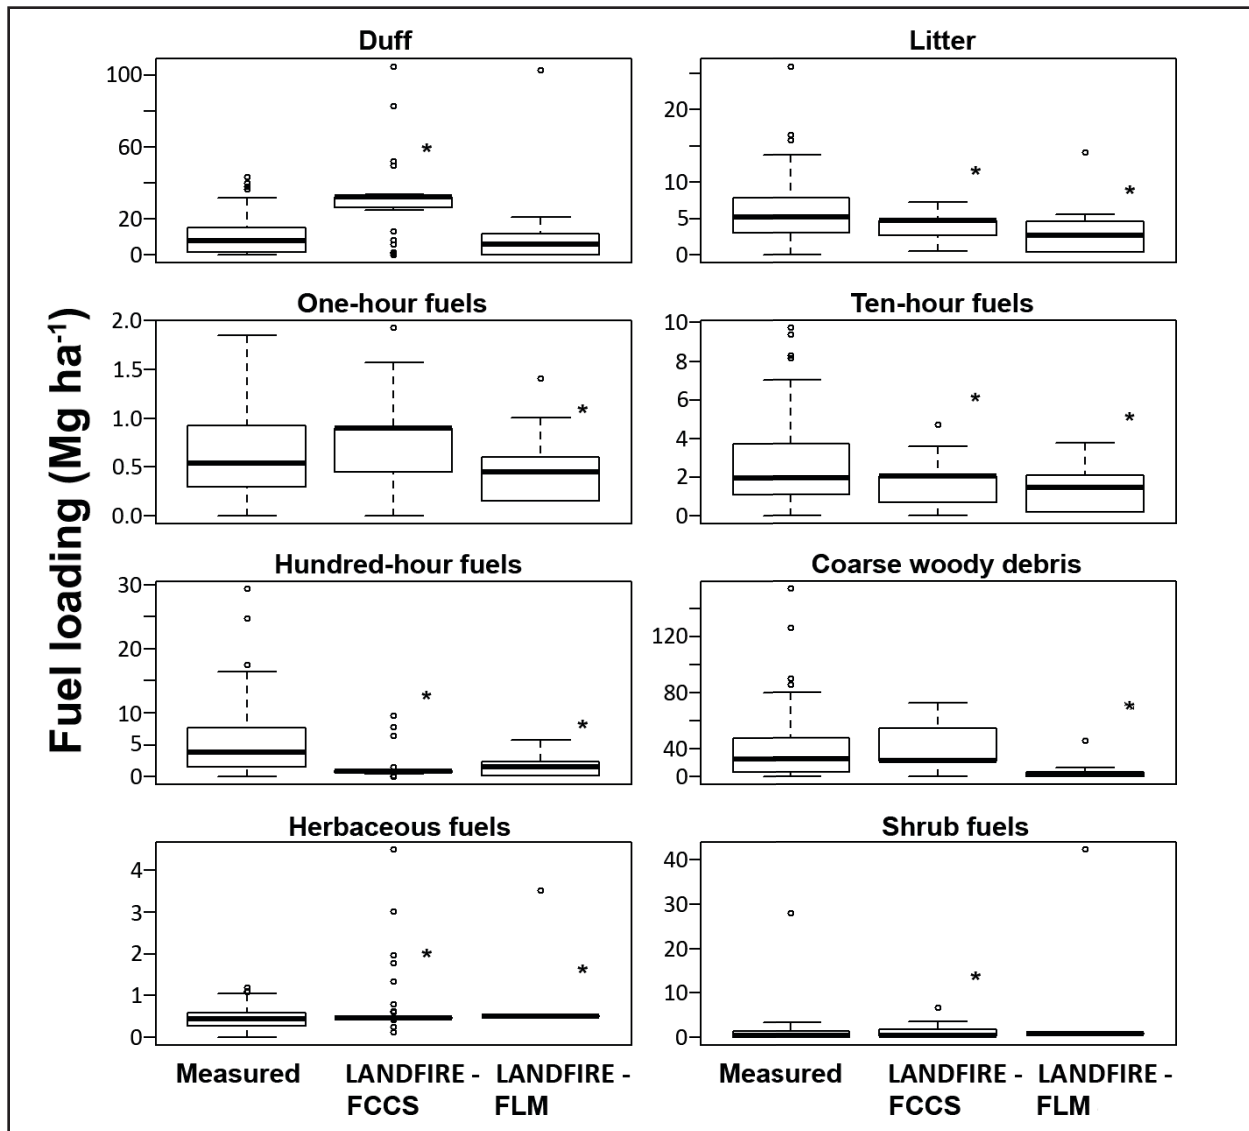 Duff
100
60
20
0
*
Litter
20
10
5
0
*
*
Fuel loading (Mg ha-1)
One-hour fuels
2.0
1.5
1.0
0.5
0.0
*
Ten-hour fuels
10
8
6
4
2
0
*
*
Hundred-hour fuels
30
20
10
5
0
*
*
Coarse woody debris
120
80
40
0
*
Herbaceous fuels
4
3
2
1
0
*
*
Shrub fuels
40
30
20
10
0
*
Measured
LANDFIRE -
FCCS
LANDFIRE -
FLM
Measured
LANDFIRE -
FCCS
LANDFIRE -
FLM